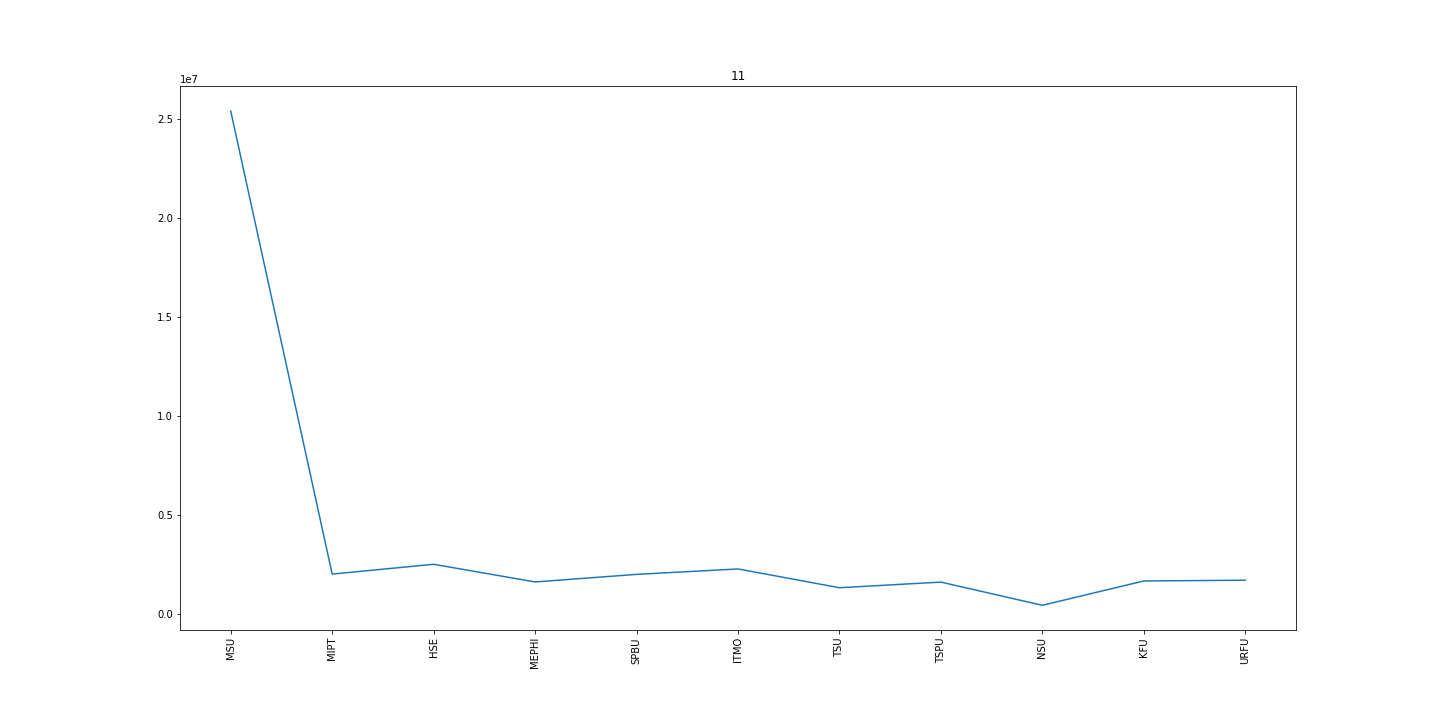 11
1e7
2.5
2.0
1.5
1.0
0.5
0.0
MSU
MIPT
HSE
MEPHI
SPBU
ITMO
TSU
TSPU
NSU
KFU
URFU